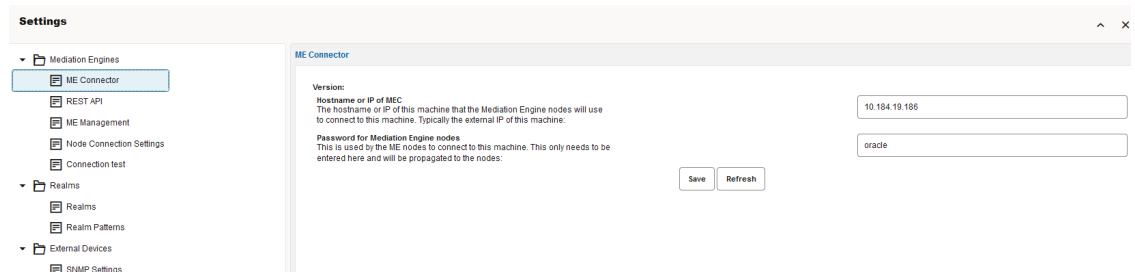 Settings
Mediation Engines
ME Connector
REST API
ME Management
Node Connection Settings
Connection test
Realms
Realms
Realm Patterns
External Devices
SNMP Settings
ME Connector
Version:
Hostname or IP of MEC
The hostname or IP of this machine that the Mediation Engine nodes will use
to connect to this machine. Typically the external IP of this machine:
10.184.19.186
Password for Mediation Engine nodes
This is used by the ME nodes to connect to this machine. This only needs to be
entered here and will be propagated to the nodes:
oracle
Save Refresh